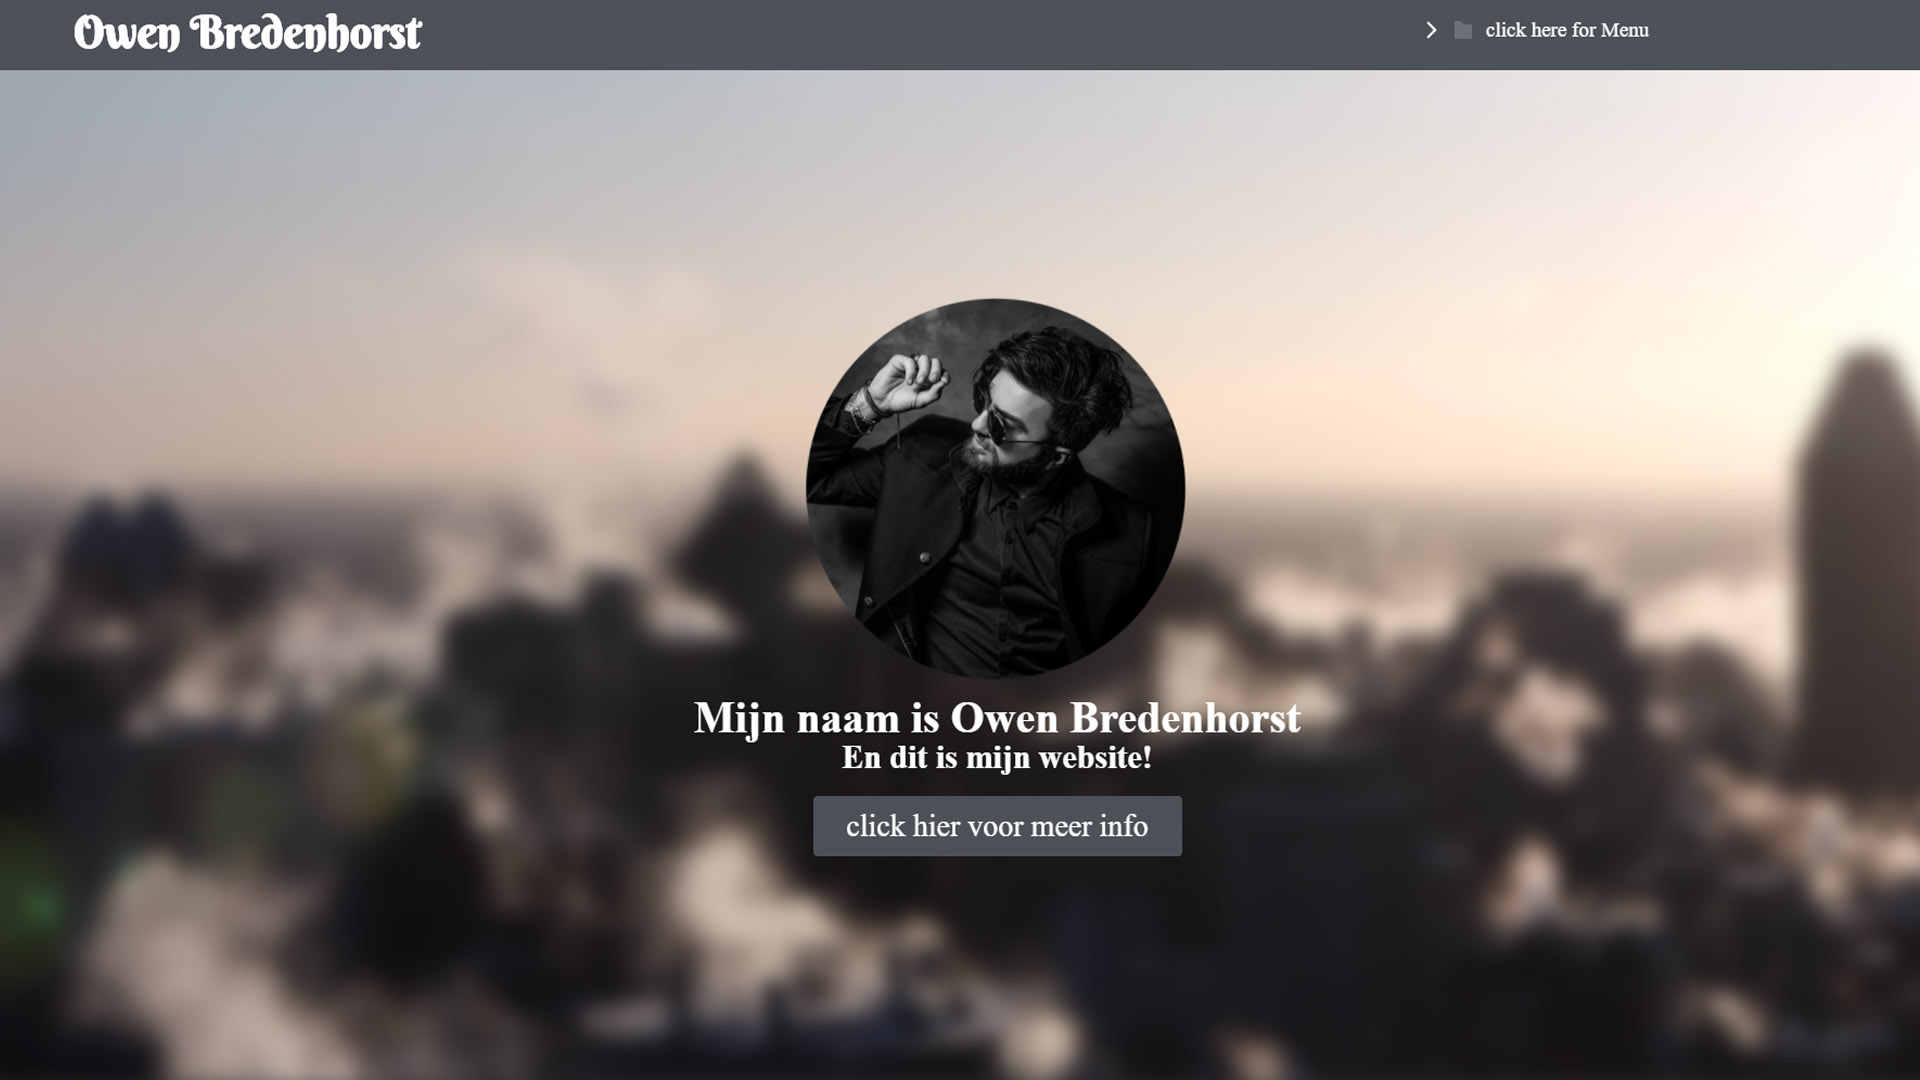 Owen Bredenhorst
click here for Menu
Mijn naam is Owen Bredenhorst
En dit is mijn website!
click hier voor meer info